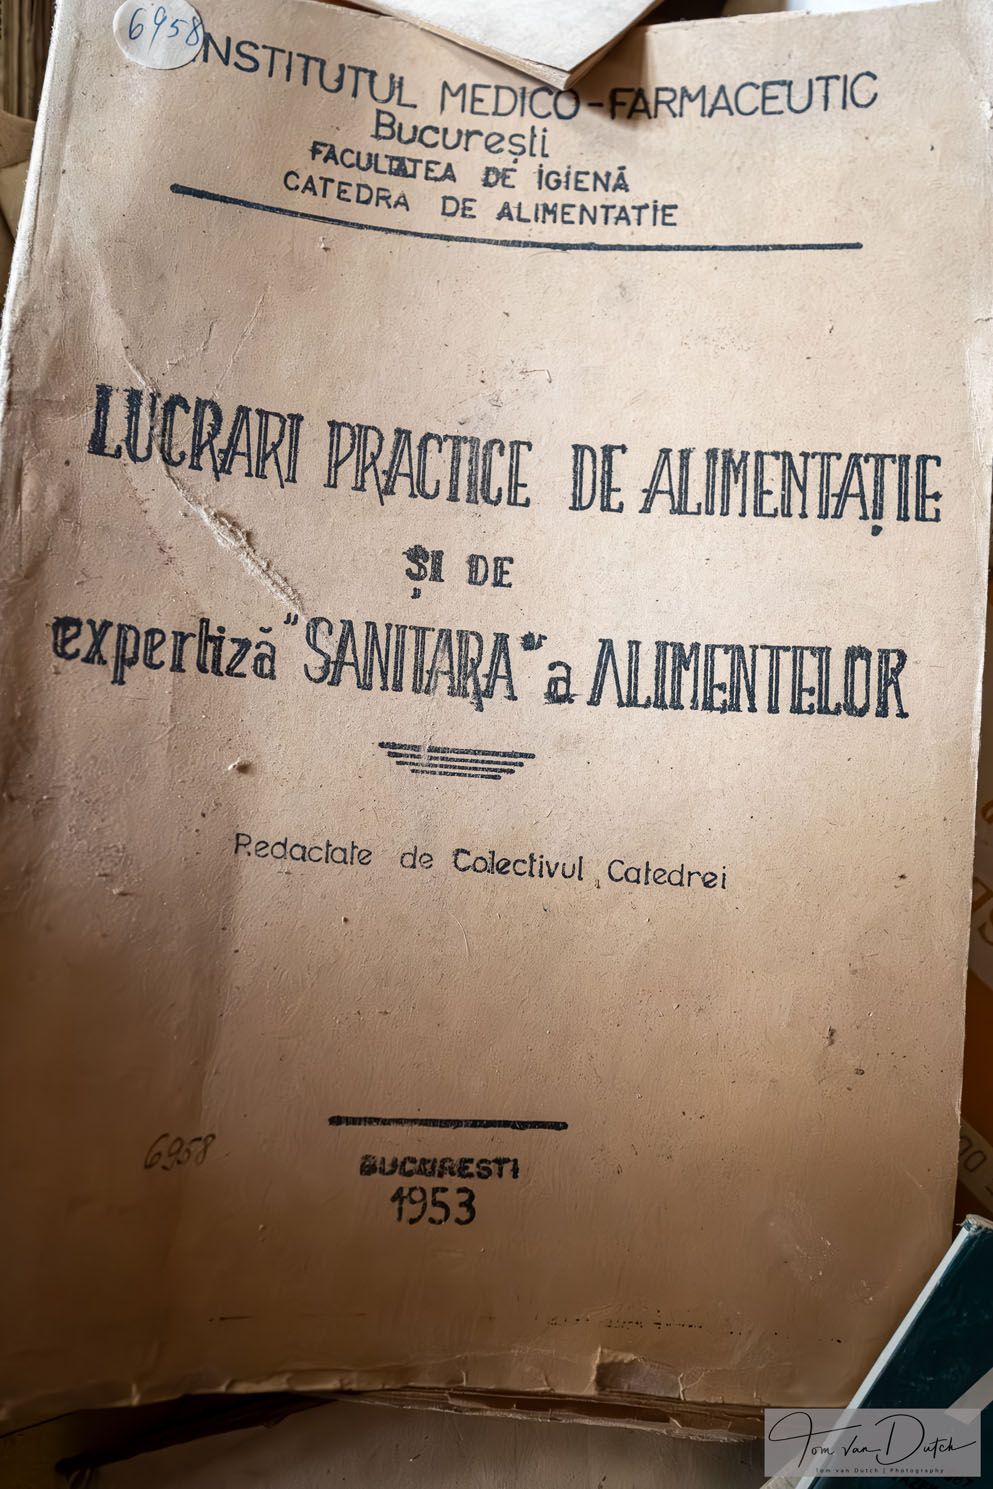 6958
INSTITUTUL MEDICO-FARMACEUTIC
București
FACULTATEA DE IGIENĂ
CATEDRA DE ALIMENTATIE
LUCRARI PRACTICE DE ALIMENTAȚIE
ȘI DE
expertiză "SANITARA" a ALIMENTELOR
Redactate de Colectivul Catedrei
6958
BUCURESTI
1953
Tom van Dutch
Tom van Dutch | Photography